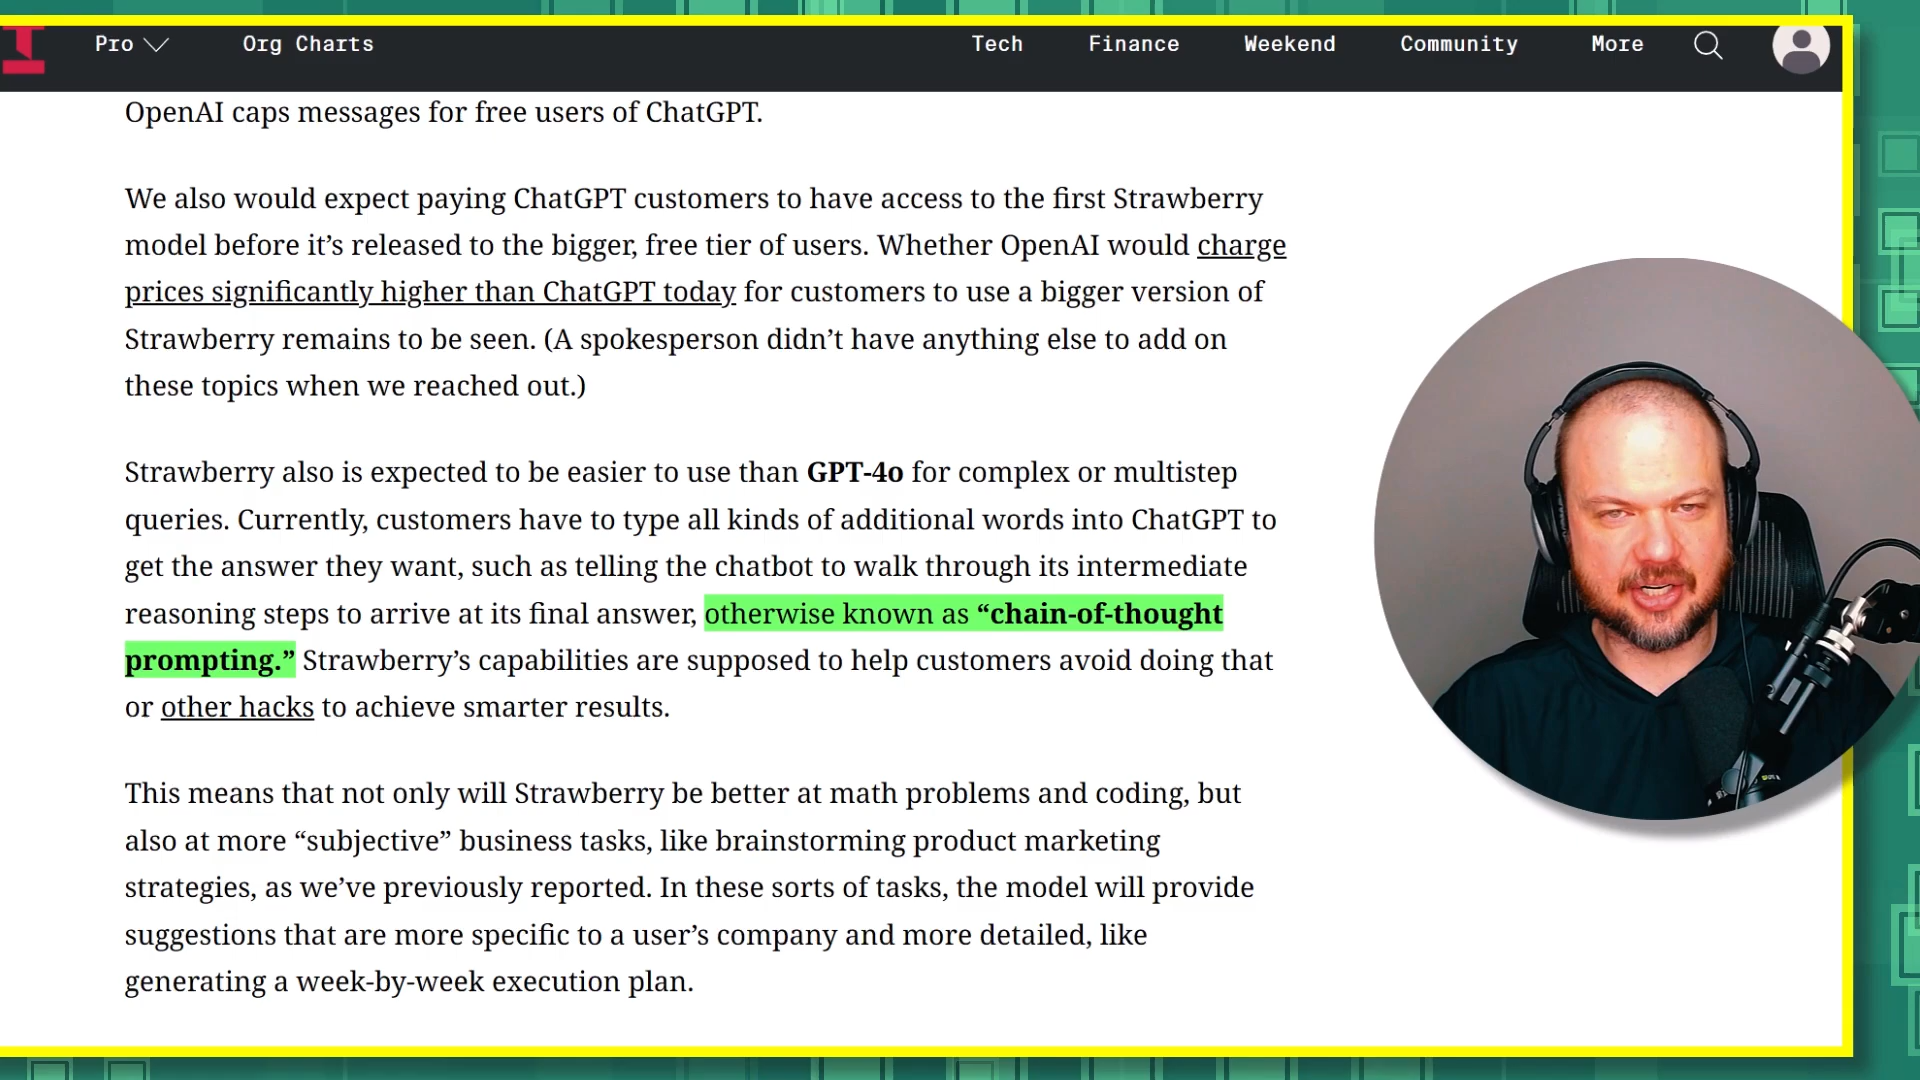 Pro
Org Charts
Tech
Finance
Weekend
Community
More
OpenAI caps messages for free users of ChatGPT.
We also would expect paying ChatGPT customers to have access to the first Strawberry
model before it’s released to the bigger, free tier of users. Whether OpenAI would charge
prices significantly higher than ChatGPT today for customers to use a bigger version of
Strawberry remains to be seen. (A spokesperson didn’t have anything else to add on
these topics when we reached out.)
Strawberry also is expected to be easier to use than GPT-4o for complex or multistep
queries. Currently, customers have to type all kinds of additional words into ChatGPT to
get the answer they want, such as telling the chatbot to walk through its intermediate
reasoning steps to arrive at its final answer, otherwise known as “chain-of-thought
prompting.” Strawberry’s capabilities are supposed to help customers avoid doing that
or other hacks to achieve smarter results.
This means that not only will Strawberry be better at math problems and coding, but
also at more “subjective” business tasks, like brainstorming product marketing
strategies, as we’ve previously reported. In these sorts of tasks, the model will provide
suggestions that are more specific to a user’s company and more detailed, like
generating a week-by-week execution plan.